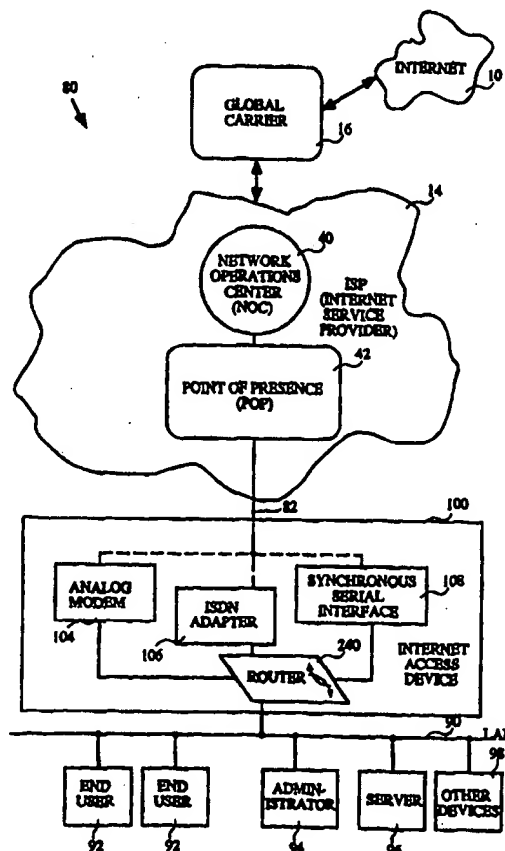 INTERNET
10
80
GLOBAL
CARRIER
16
14
40
NETWORK
OPERATIONS
CENTER
(NOC)
ISP
(INTERNET
SERVICE
PROVIDER)
42
POINT OF PRESENCE
(POP)
82
100
ANALOG
MODEM
104
ISDN
ADAPTER
106
SYNCHRONOUS
SERIAL
INTERFACE
108
240
ROUTER
INTERNET
ACCESS
DEVICE
90
LAN
END
USER
92
END
USER
92
ADMIN-
ISTRATOR
94
SERVER
96
98
OTHER
DEVICES